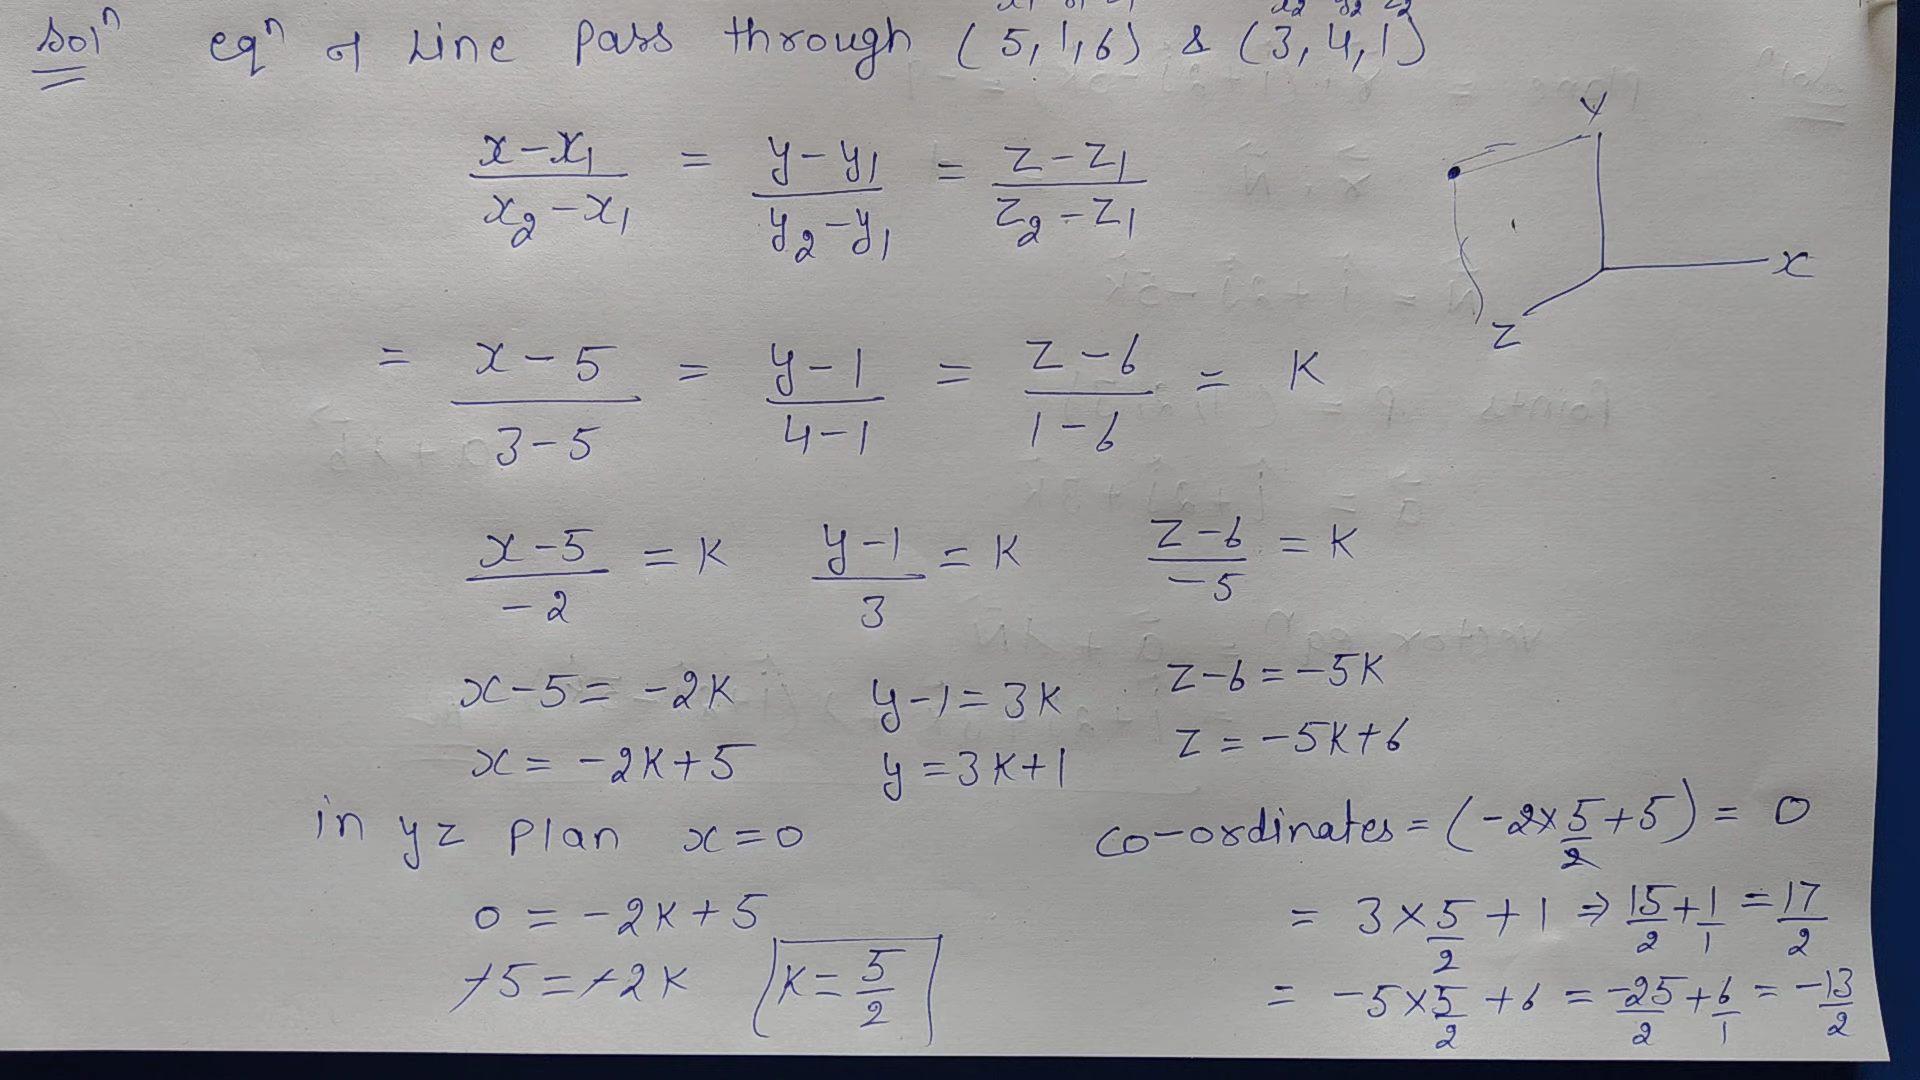 Solⁿ eqⁿ of Line pass through (5,1,6) & (3,4,1)
x₂ y₂ z₂
Y
(x-x₁)/(x₂-x₁) = (y-y₁)/(y₂-y₁) = (z-z₁)/(z₂-z₁)
x
z
= (x-5)/(3-5) = (y-1)/(4-1) = (z-6)/(1-6) = K
(x-5)/-2 = K (y-1)/3 = K (z-6)/-5 = K
x-5 = -2K y-1 = 3K z-6 = -5K
x = -2K+5 y = 3K+1 z = -5K+6
in yz plan x=0 co-ordinates = (-2×5/2+5) = 0
0 = -2K+5 = 3×5/2+1 ⇒ 15/2+1/1 = 17/2
+5 = +2K K = 5/2 = -5×5/2+6 = -25/2+6/1 = -13/2